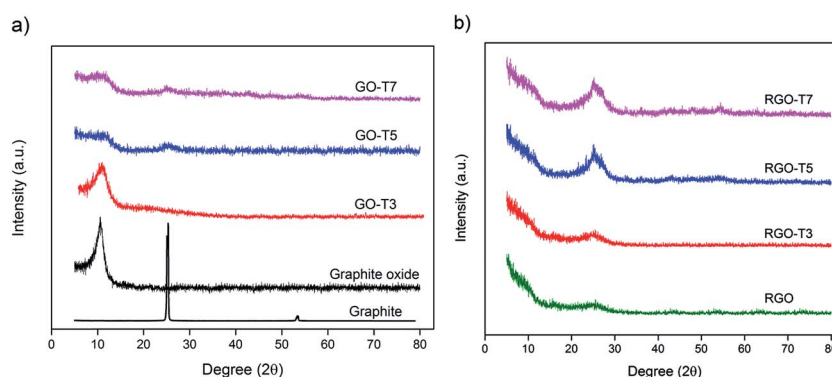 a)
GO-T7
GO-T5
GO-T3
Graphite oxide
Graphite
Intensity (a.u.)
0 10 20 30 40 50 60 70 80
Degree (2θ)
b)
RGO-T7
RGO-T5
RGO-T3
RGO
Intensity (a.u.)
0 10 20 30 40 50 60 70 80
Degree (2θ)